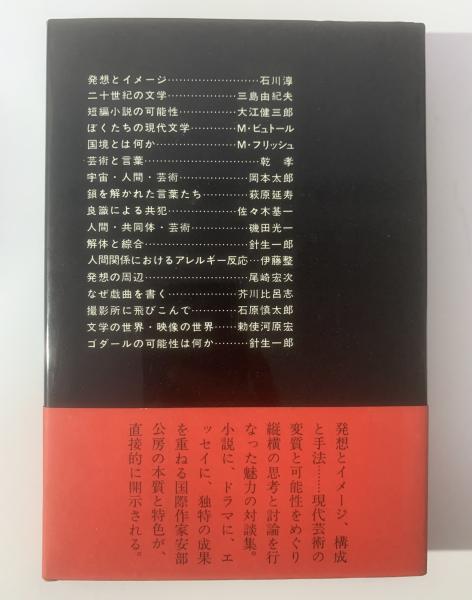 発想とイメージ……………………石川淳
二十世紀の文学………………三島由紀夫
短編小説の可能性……………大江健三郎
ぼくたちの現代文学…………M・ビュトール
国境とは何か…………………M・フリッシュ
芸術と言葉…………………………乾 孝
宇宙・人間・芸術……………岡本太郎
鎖を解かれた言葉たち…………萩原延寿
良識による共犯………………佐々木基一
人間・共同体・芸術……………磯田光一
解体と綜合……………………針生一郎
人間関係におけるアレルギー反応…伊藤整
発想の周辺……………………尾崎宏次
なぜ戯曲を書く………………芥川比呂志
撮影所に飛びこんで…………石原慎太郎
文学の世界・映像の世界……勅使河原宏
ゴダールの可能性は何か………針生一郎
発想とイメージ、構成
と手法……現代芸術の
変質と可能性をめぐり
縦横の思考と討論を行
なった魅力の対談集。
小説に、ドラマに、エ
ッセイに、独特の成果
を重ねる国際作家安部
公房の本質と特色が、
直接的に開示される。